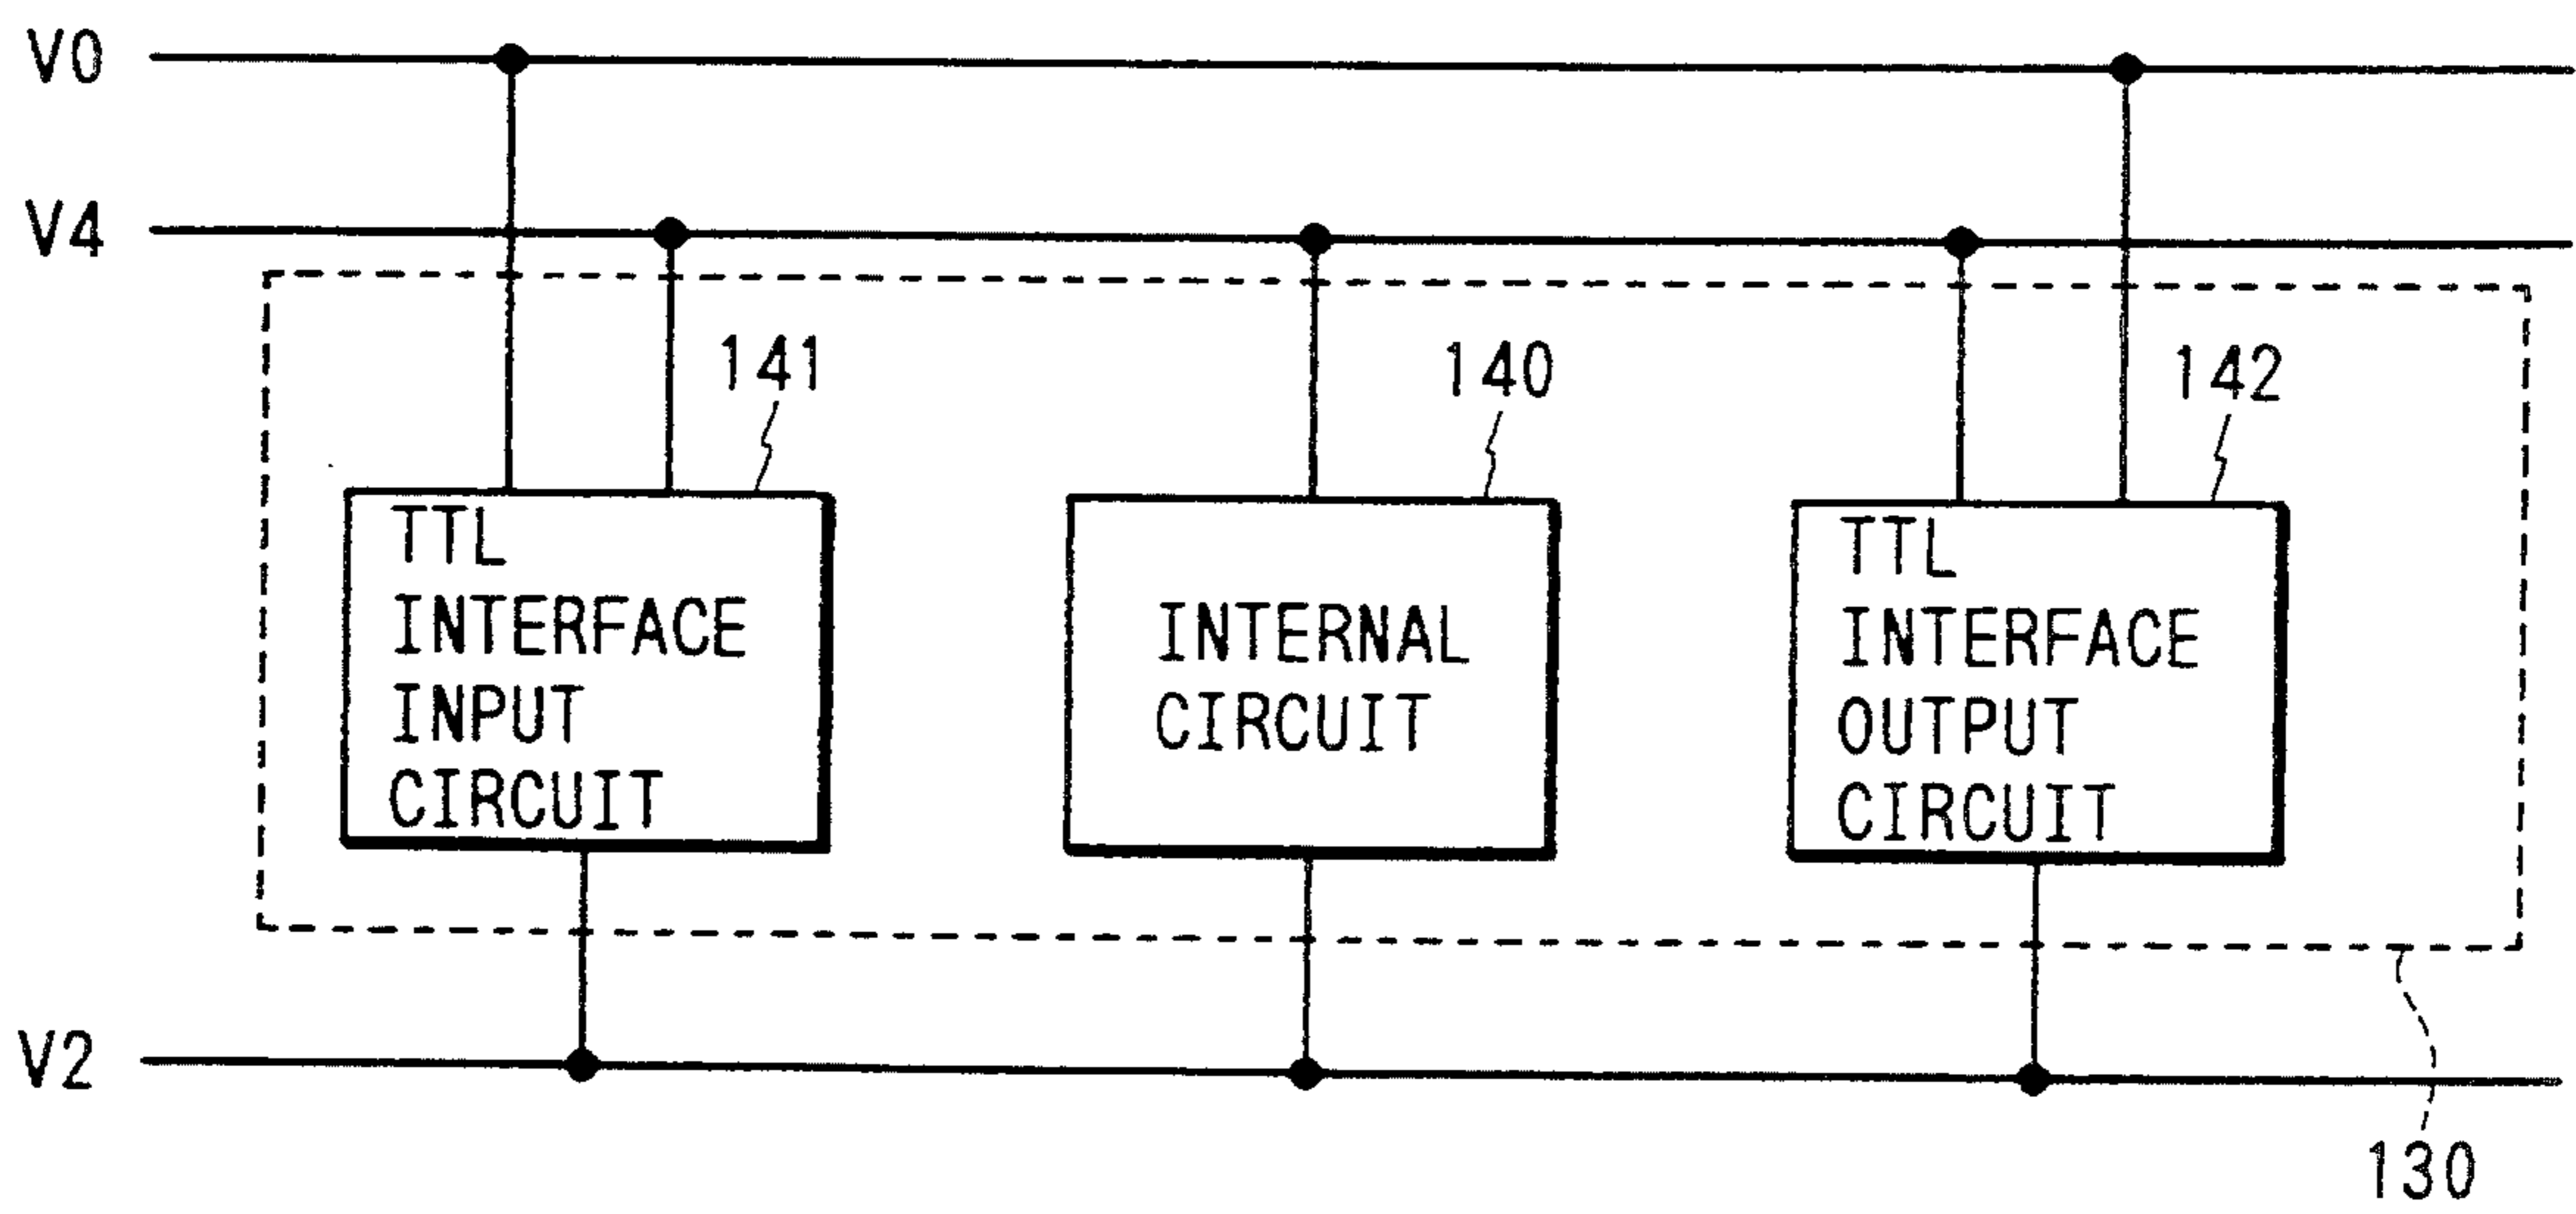 V0
V4
141
140
142
TTL
INTERFACE
INPUT
CIRCUIT
INTERNAL
CIRCUIT
TTL
INTERFACE
OUTPUT
CIRCUIT
V2
130